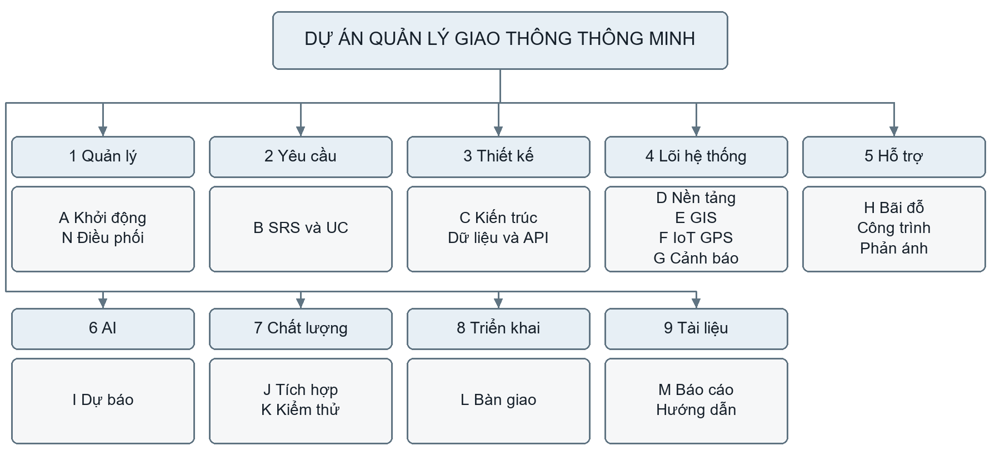 DỰ ÁN QUẢN LÝ GIAO THÔNG THÔNG MINH
1 Quản lý
2 Yêu cầu
3 Thiết kế
4 Lõi hệ thống
5 Hỗ trợ
A Khởi động
N Điều phối
B SRS và UC
C Kiến trúc
Dữ liệu và API
D Nền tảng
E GIS
F IoT GPS
G Cảnh báo
H Bãi đỗ
Công trình
Phản ánh
6 AI
7 Chất lượng
8 Triển khai
9 Tài liệu
I Dự báo
J Tích hợp
K Kiểm thử
L Bàn giao
M Báo cáo
Hướng dẫn